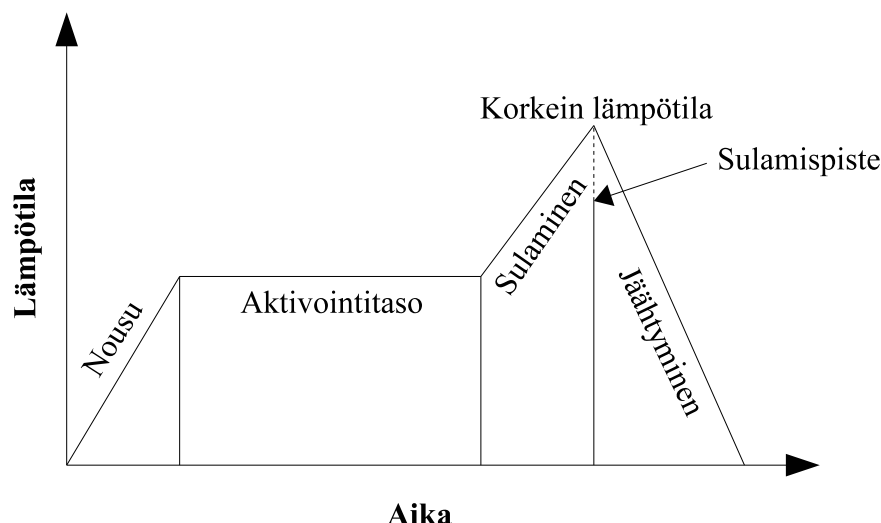 Korkein lämpötila
Sulamispiste
Lämpötila
Nousu
Aktivointitaso
Sulaminen
Jäähtyminen
Aika